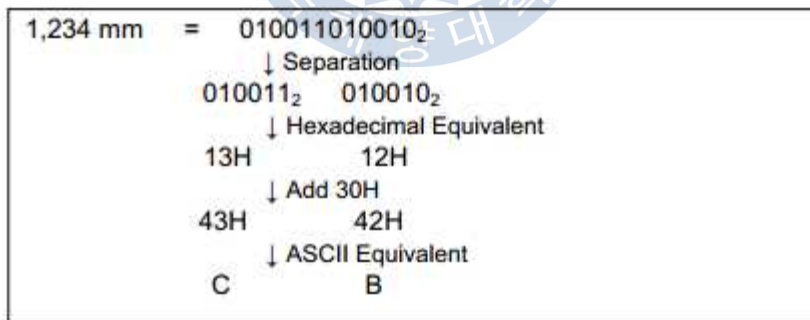 1,234 mm = 010011010010₂
↓ Separation
010011₂ 010010₂
↓ Hexadecimal Equivalent
13H 12H
↓ Add 30H
43H 42H
↓ ASCII Equivalent
C B